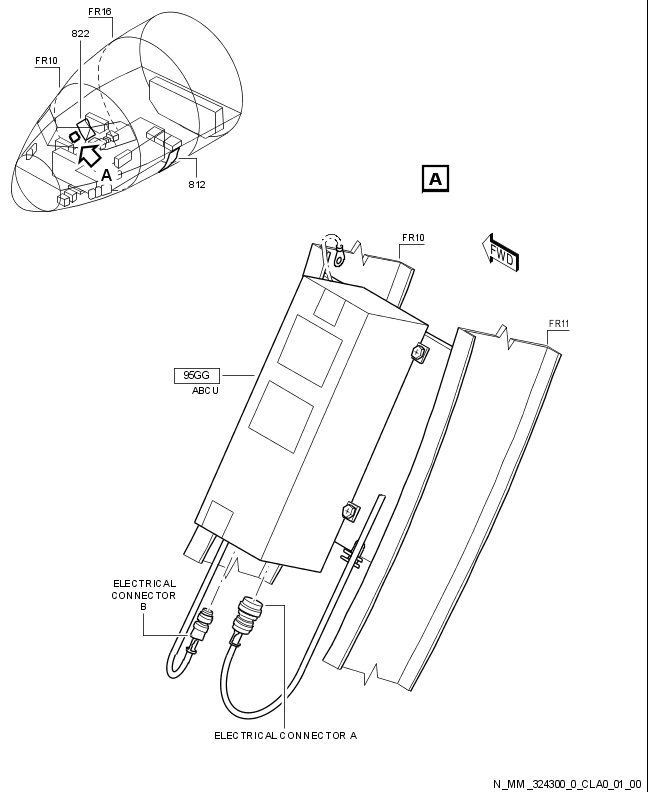 FR16
822
FR10
A
812
A
FR10
FWD
FR11
95GG
ABCU
ELECTRICAL
CONNECTOR
B
ELECTRICAL CONNECTOR A
N_MM_324300_0_CLA0_01_00